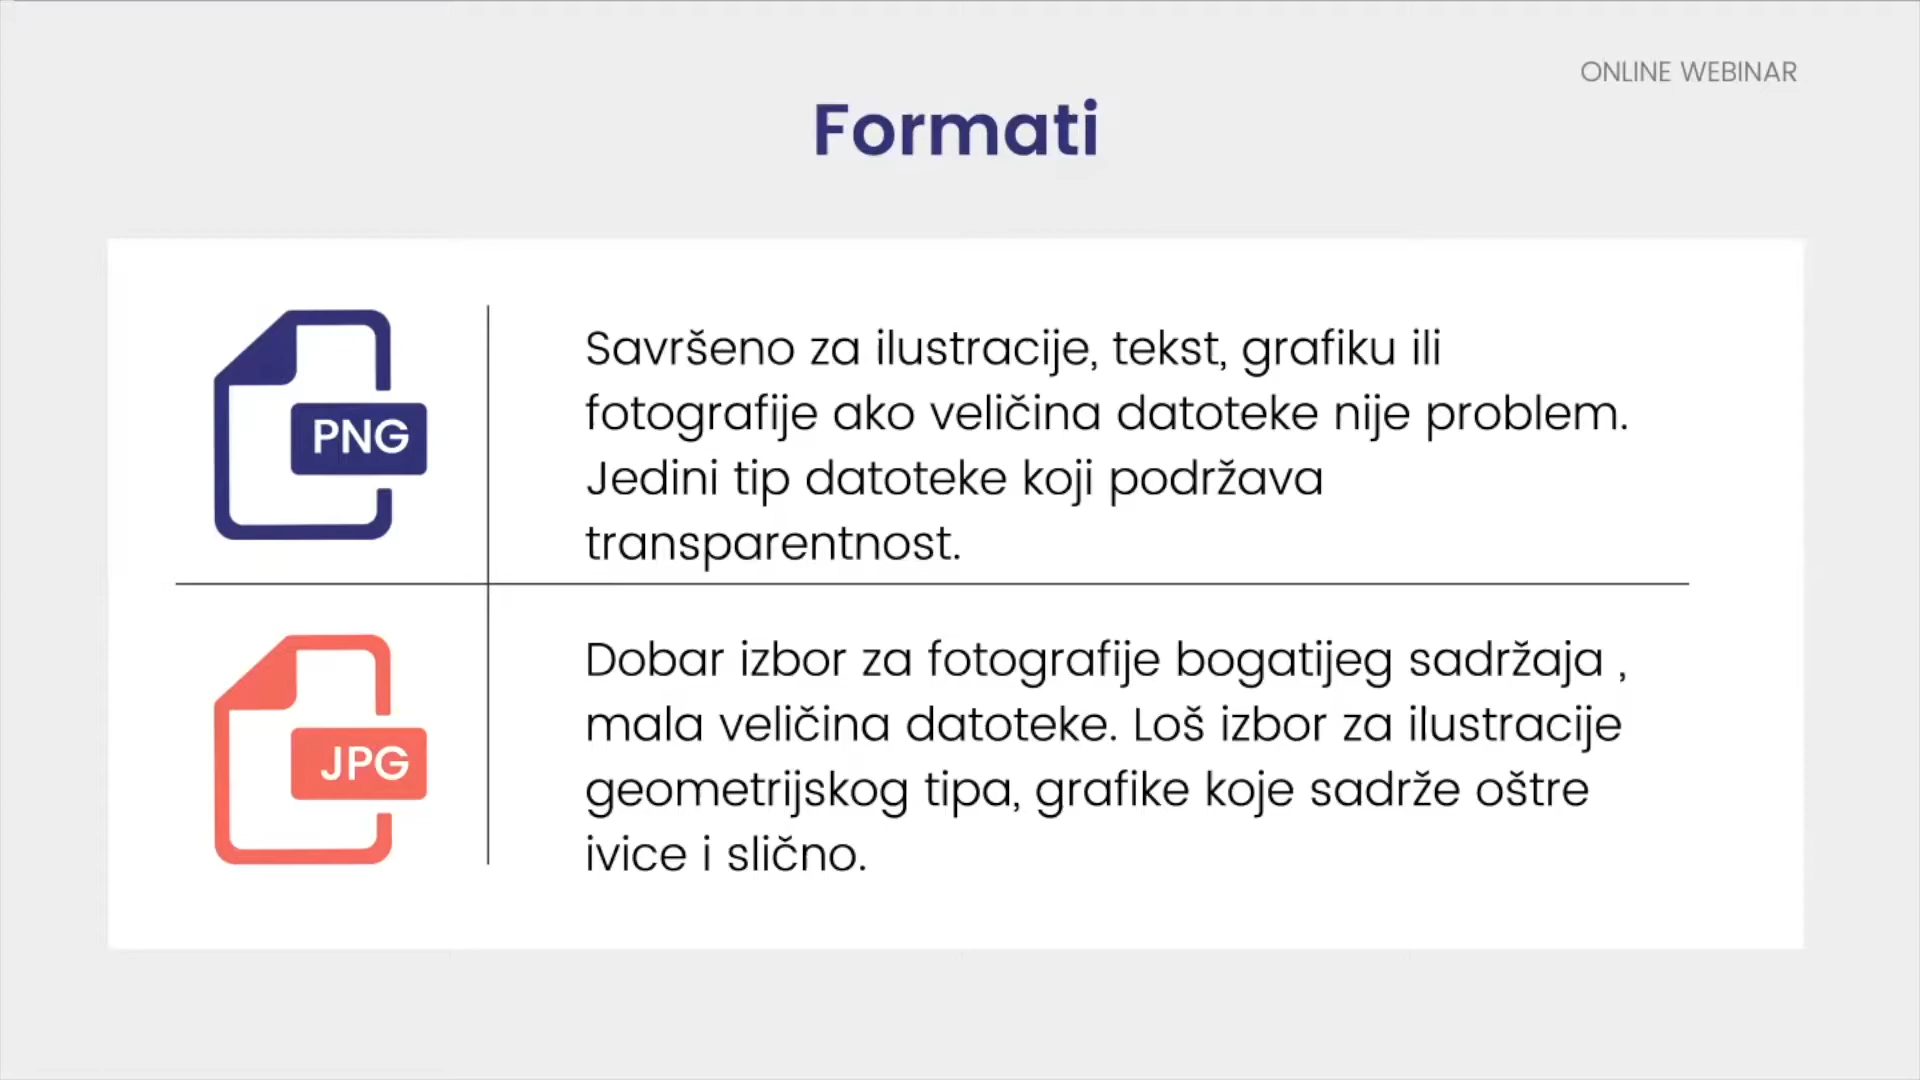 ONLINE WEBINAR
Formati
PNG
Savršeno za ilustracije, tekst, grafiku ili
fotografije ako veličina datoteke nije problem.
Jedini tip datoteke koji podržava
transparentnost.
JPG
Dobar izbor za fotografije bogatijeg sadržaja ,
mala veličina datoteke. Loš izbor za ilustracije
geometrijskog tipa, grafike koje sadrže oštre
ivice i slično.